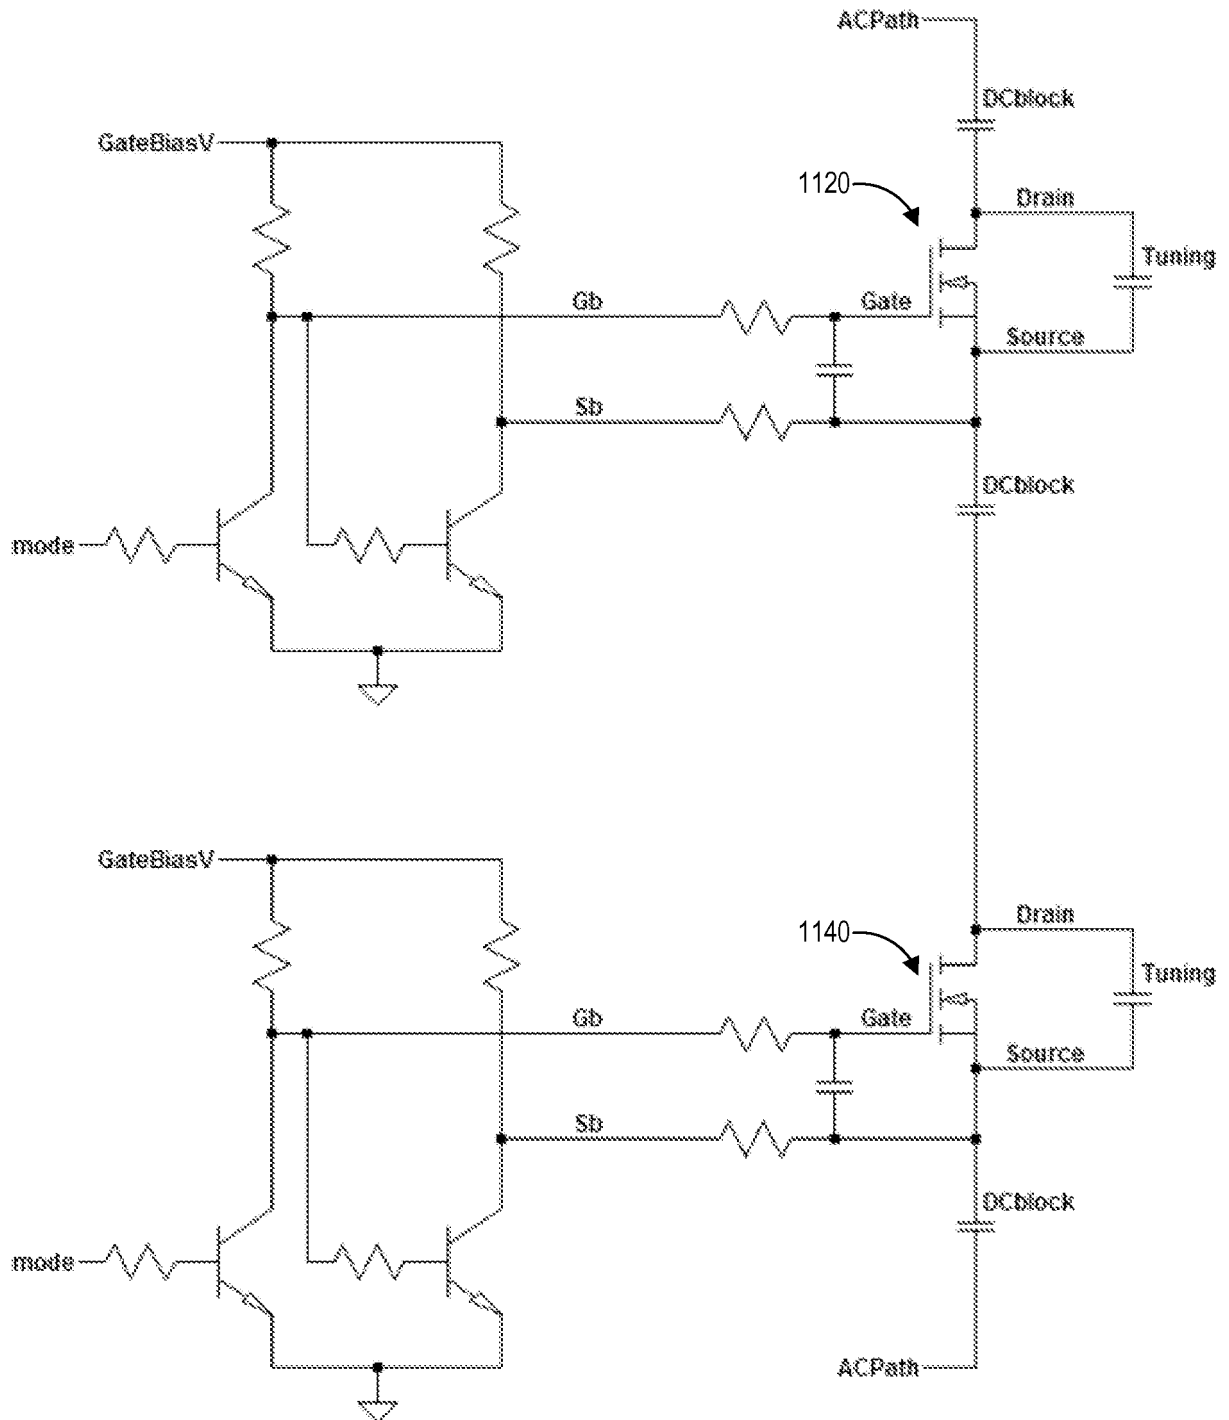 ACPath
DCblock
GateBiasV
1120
Drain
Tuning
Gb
Gate
Source
Sb
DCblock
mode
GateBiasV
Drain
1140
Tuning
Gb
Gate
Source
Sb
DCblock
mode
ACPath